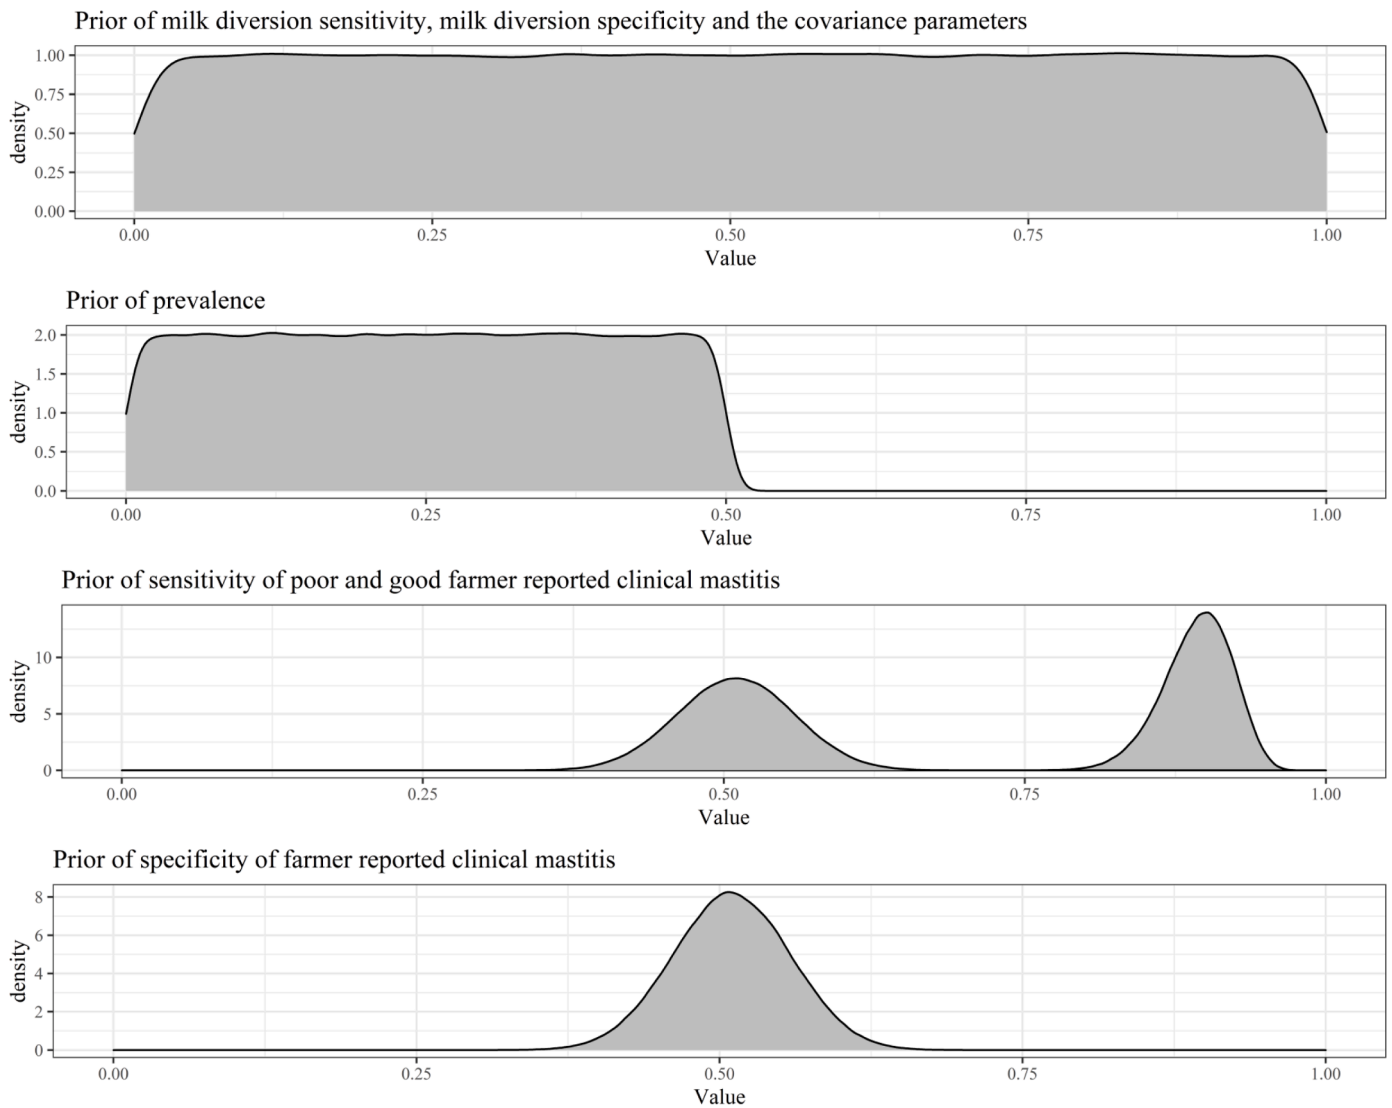 Prior of milk diversion sensitivity, milk diversion specificity and the covariance parameters
1.00
0.75
0.50
0.25
0.00
density
0.00 0.25 0.50 0.75 1.00
Value
Prior of prevalence
2.0
1.5
1.0
0.5
0.0
density
0.00 0.25 0.50 0.75 1.00
Value
Prior of sensitivity of poor and good farmer reported clinical mastitis
10
5
0
density
0.00 0.25 0.50 0.75 1.00
Value
Prior of specificity of farmer reported clinical mastitis
8
6
4
2
0
density
0.00 0.25 0.50 0.75 1.00
Value